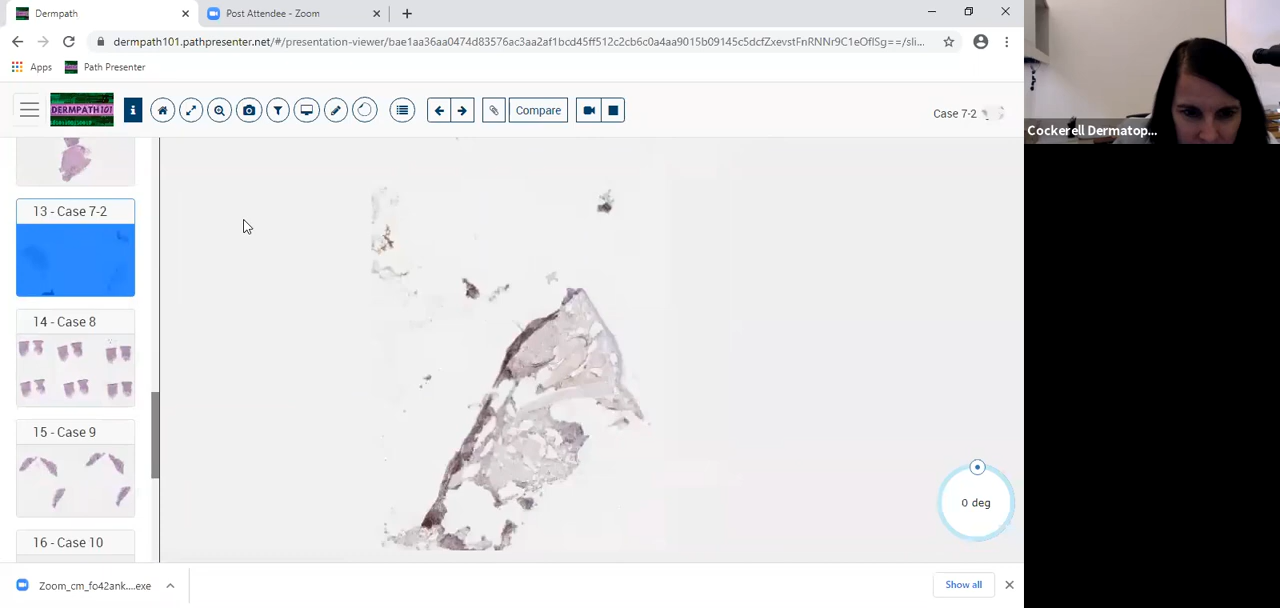 Dermpath
Post Attendee - Zoom
dermpath101.pathpresenter.net/#/presentation-viewer/bae1aa36aa0474d83576ac3aa2af1bcd45ff512c2cb6c0a4aa9015b09145c5dcfZxevstFnRNNr9C1eOflSg==/sli...
Apps
Path Presenter
DERMPATH101
i
Compare
Case 7-2
Cockerell Dermatop...
13 - Case 7-2
14 - Case 8
15 - Case 9
0 deg
16 - Case 10
Zoom_cm_fo42ank....exe
Show all